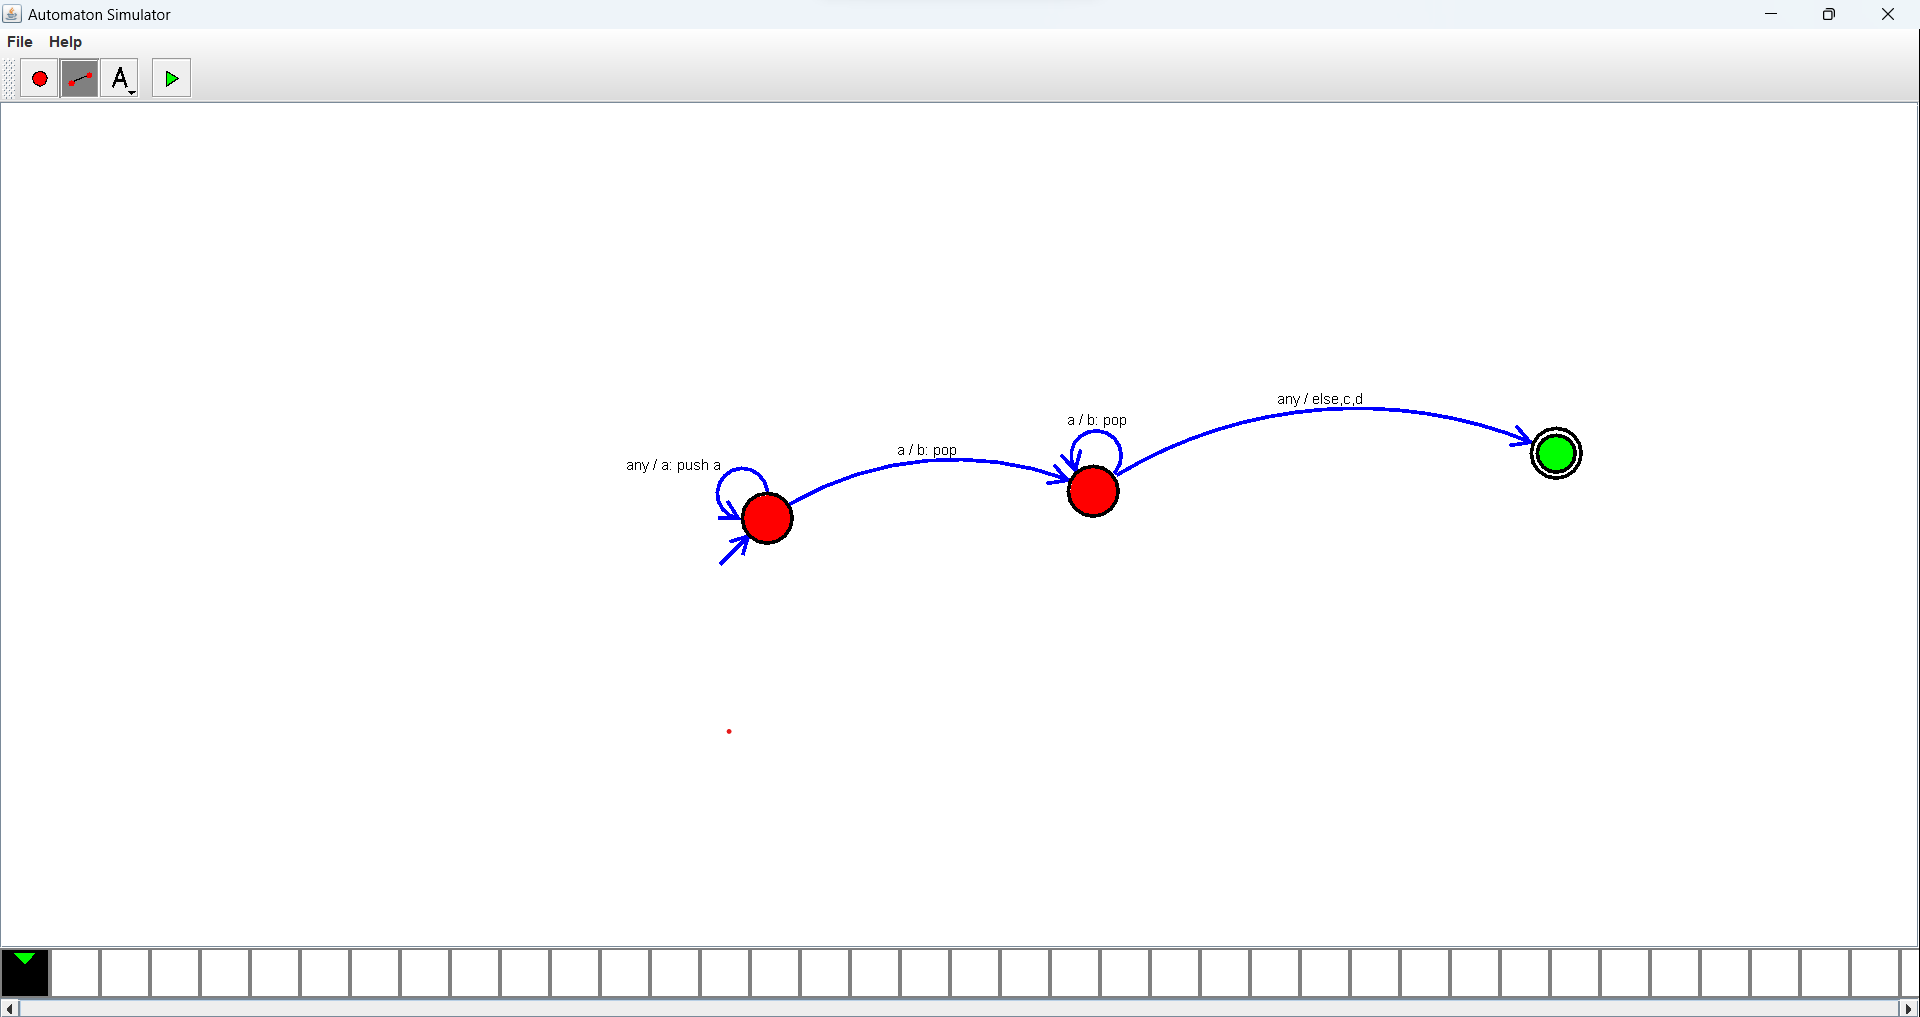 Automaton Simulator
File Help
A
any / else,c,d
a / b: pop
a / b: pop
any / a: push a